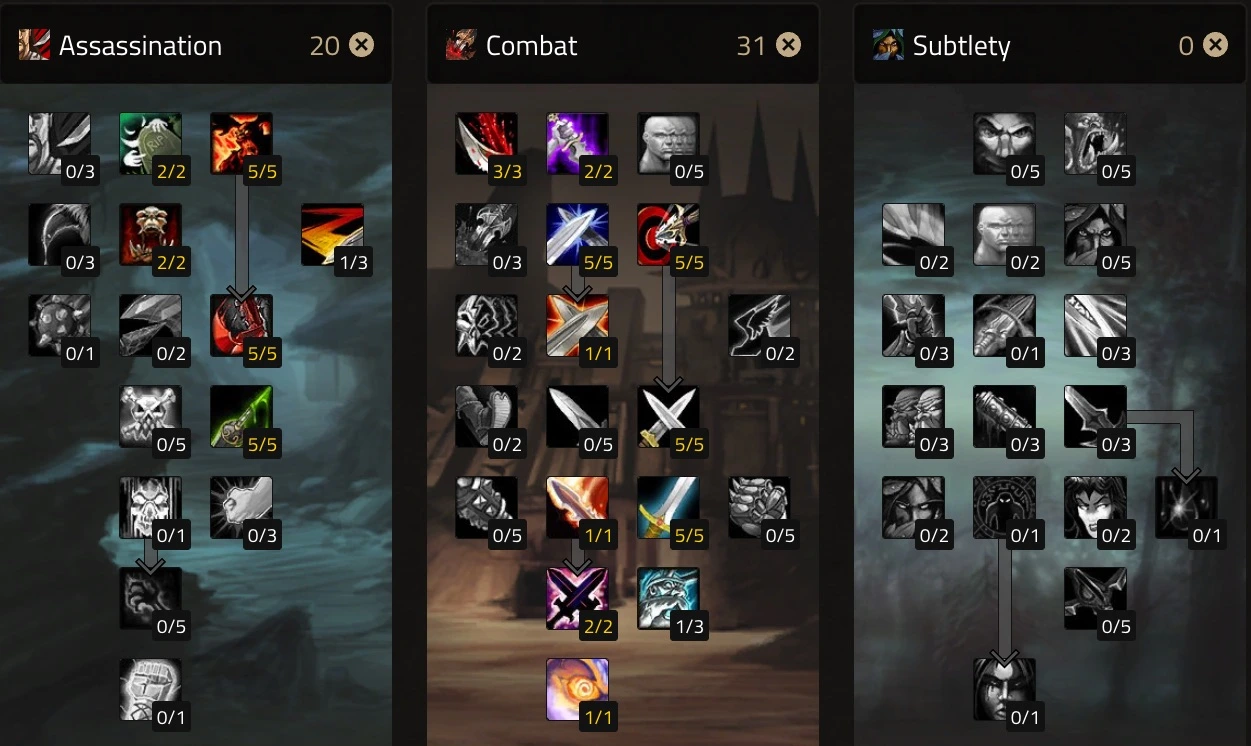 Assassination 20
Combat 31
Subtlety 0
0/3 2/2 5/5
3/3 2/2 0/5
0/5 0/5
0/3 2/2 1/3
0/3 5/5 5/5
0/2 0/2 0/5
0/1 0/2 5/5
0/2 1/1 0/2
0/3 0/1 0/3
0/5 5/5
0/2 0/5 5/5
0/3 0/3 0/3
0/1 0/3
0/5 1/1 5/5 0/5
0/2 0/1 0/2 0/1
0/5
2/2 1/3
0/5
0/1
1/1
0/1
RIP